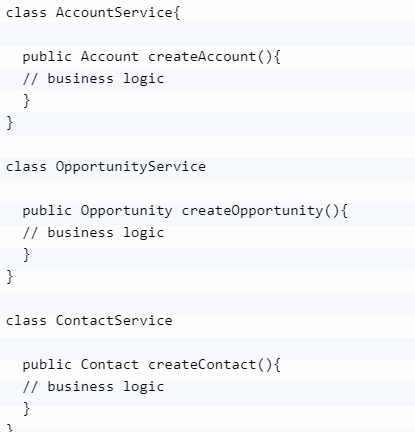 class AccountService{
public Account createAccount(){
// business logic
}
}
class OpportunityService
public Opportunity createOpportunity(){
// business logic
}
}
class ContactService
public Contact createContact(){
// business logic
}
}